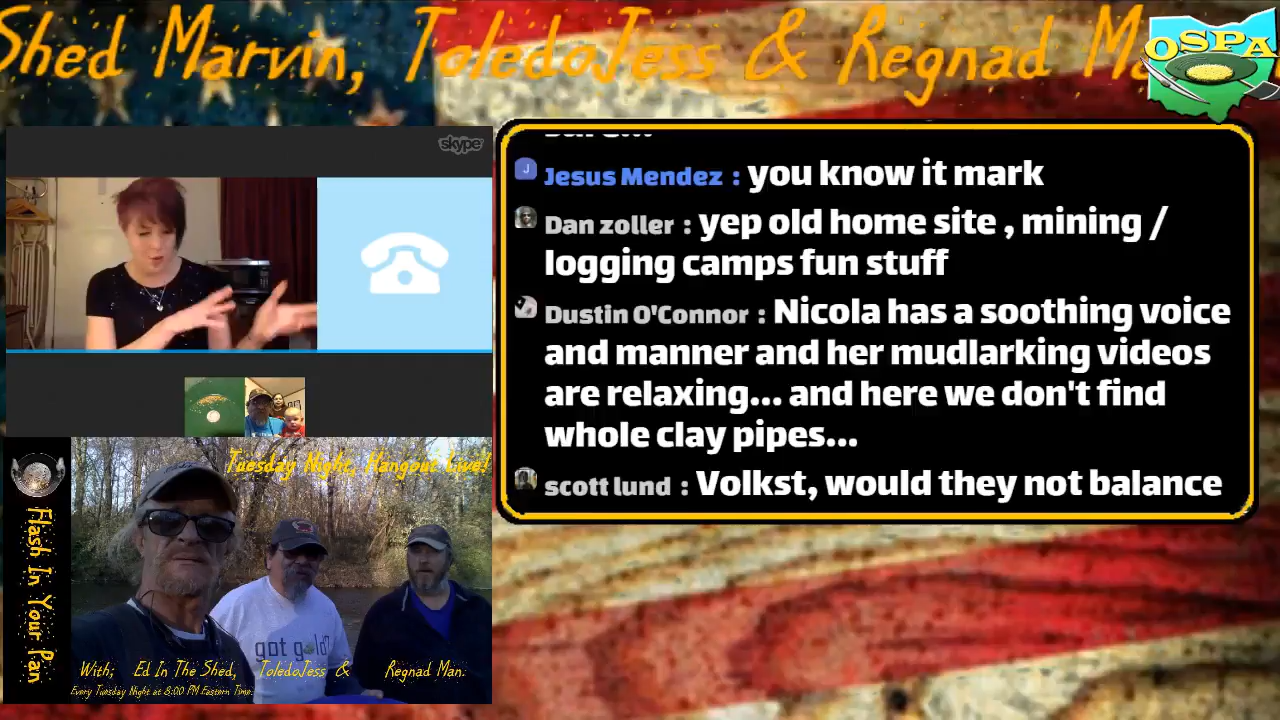 Shed Marvin, ToledoJess & Regnad Ma
OSPA
skype
Jesus Mendez : you know it mark
Dan zoller : yep old home site , mining /
logging camps fun stuff
Dustin O'Connor : Nicola has a soothing voice
and manner and her mudlarking videos
are relaxing... and here we don't find
whole clay pipes...
scott lund : Volkst, would they not balance
Tuesday Night, Hangout Live!
Flash In Your Pan
got gold
With; Ed In The Shed, ToledoJess & Regnad Man.
Every Tuesday Night at 8:00 PM Eastern Time.